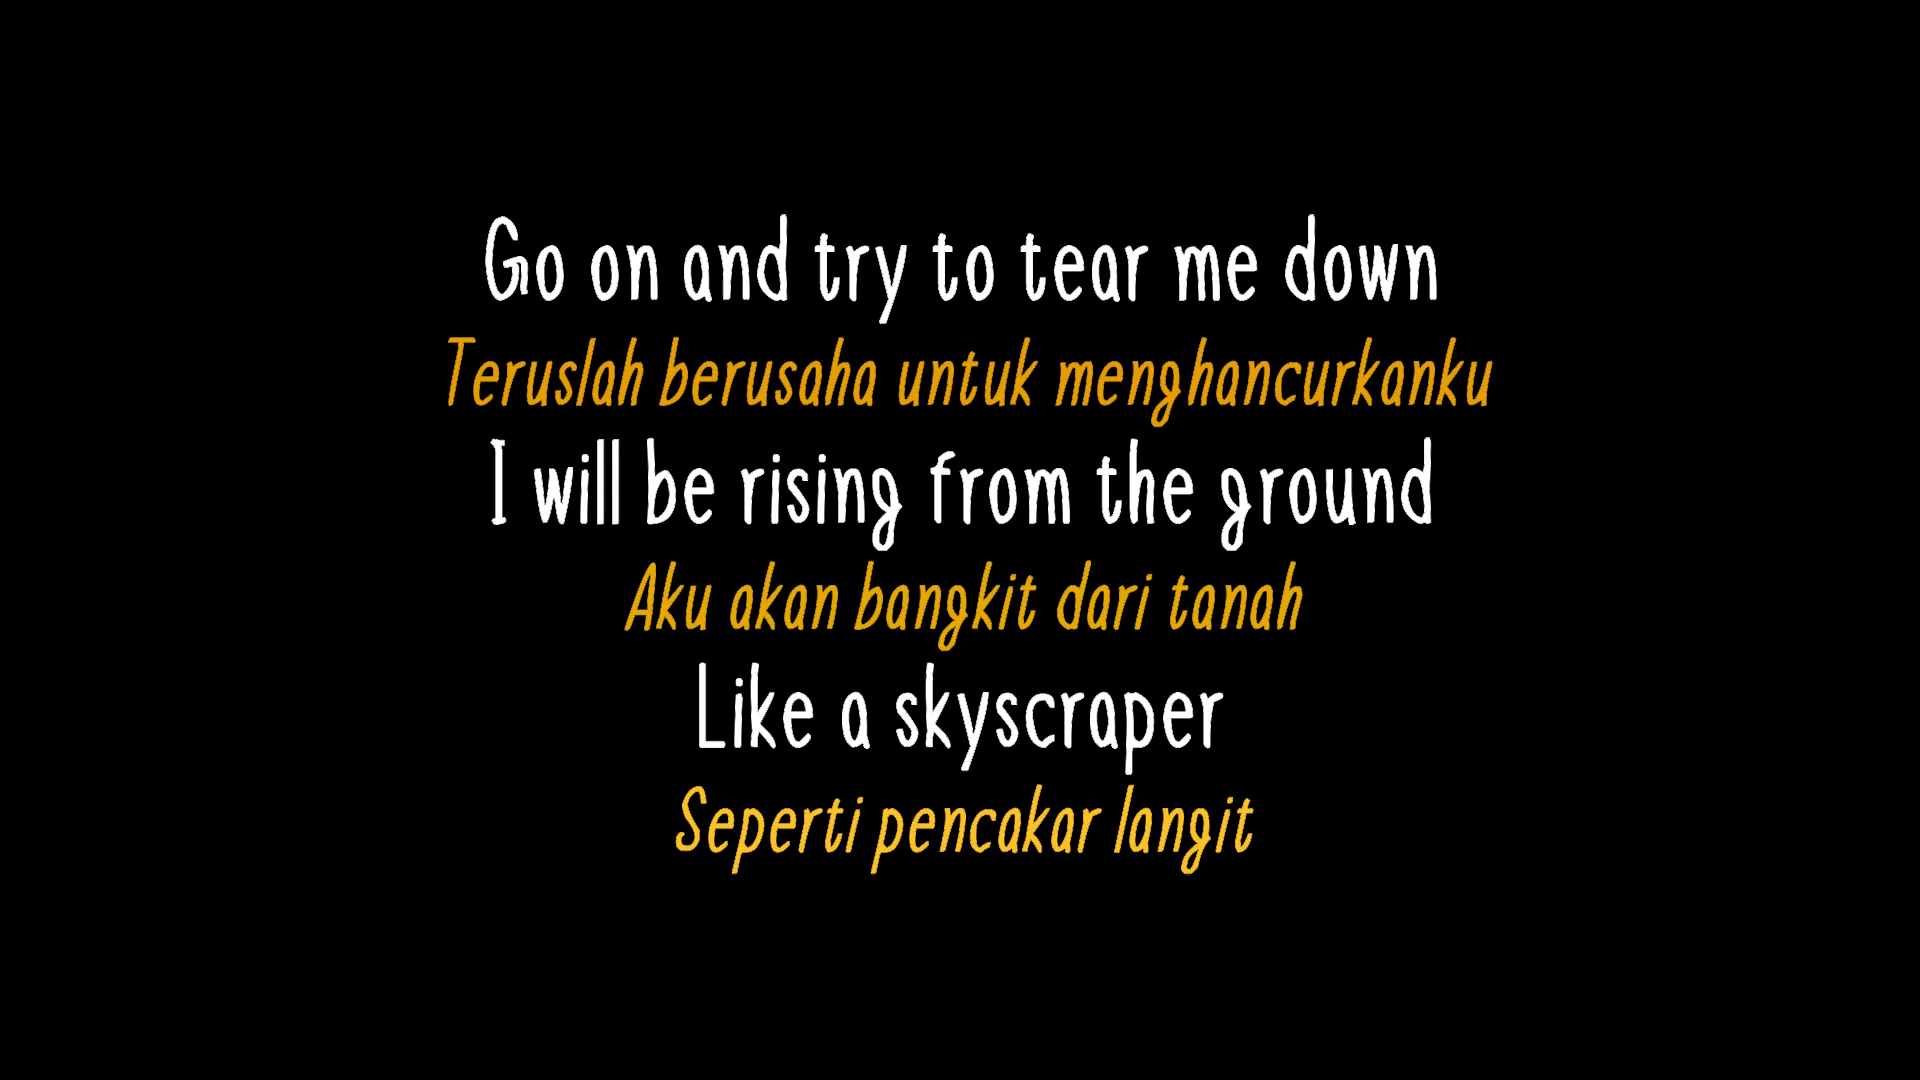 Go on and try to tear me down
Teruslah berusaha untuk menghancurkanku
I will be rising from the ground
Aku akan bangkit dari tanah
Like a skyscraper
Seperti pencakar langit